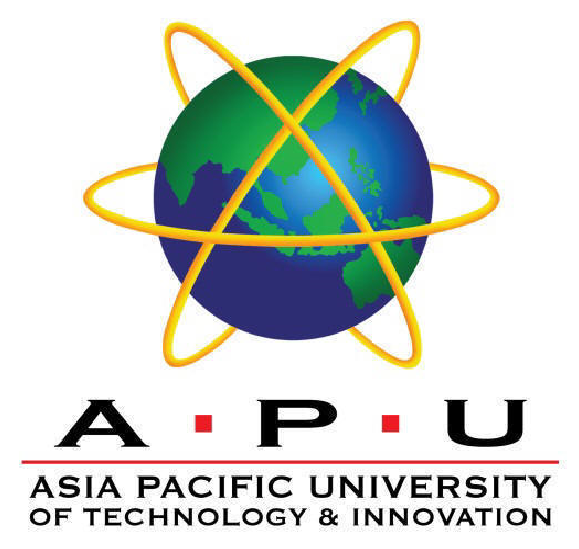 A · P · U
ASIA PACIFIC UNIVERSITY
OF TECHNOLOGY & INNOVATION